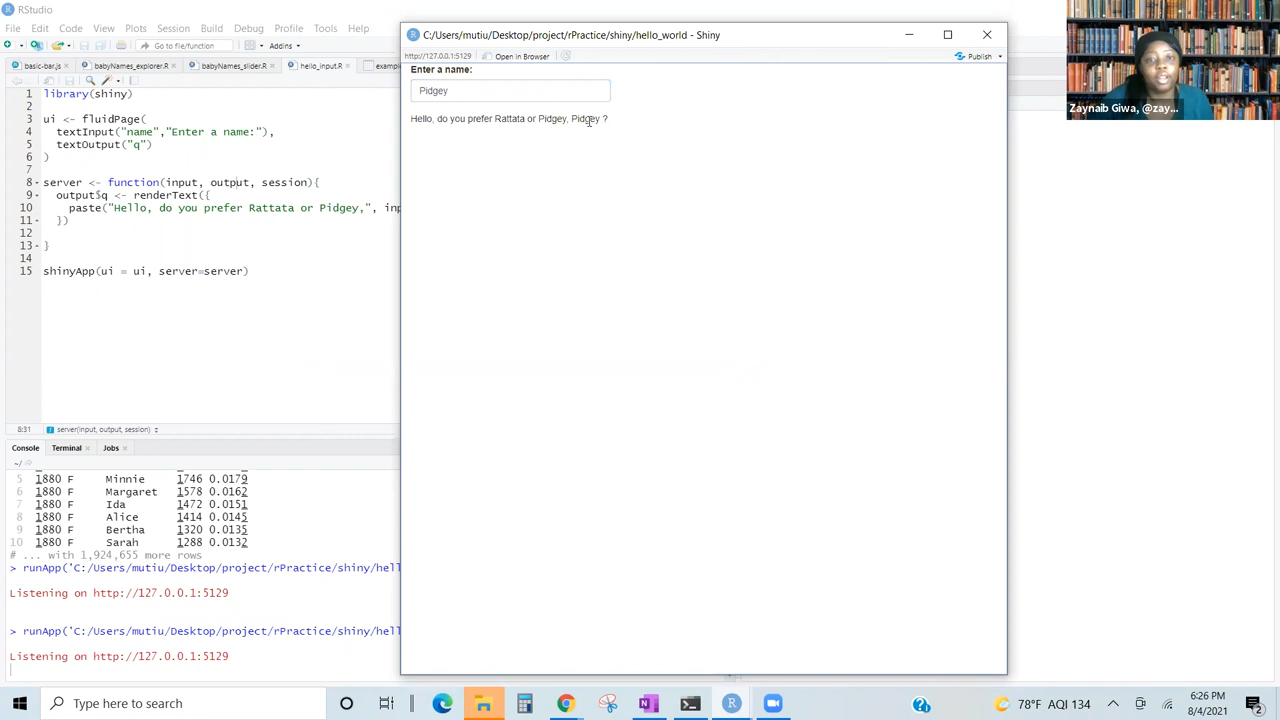 RStudio
File Edit Code View Plots Session Build Debug Profile Tools
Go to file/function Addins
basic-bar.js babyNames_explorer.R babyNames_slider.R hello_input.R example
1 library(shiny)
2
3 ui <- fluidPage(
4 textInput("name","Enter a name:"),
5 textOutput("q")
6 )
7
8 server <- function(input, output, session){
9 output$q <- renderText({
10 paste("Hello, do you prefer Rattata or Pidgey,", inp
11 })
12
13 }
14
15 shinyApp(ui = ui, server=server)
8:31 server(input, output, session)
Console Terminal Jobs
~/
5 1880 F Minnie 1746 0.0179
6 1880 F Margaret 1578 0.0162
7 1880 F Ida 1472 0.0151
8 1880 F Alice 1414 0.0145
9 1880 F Bertha 1320 0.0135
10 1880 F Sarah 1288 0.0132
# ... with 1,924,655 more rows
> runApp('C:/Users/mutiu/Desktop/project/rPractice/shiny/hell
Listening on http://127.0.0.1:5129
> runApp('C:/Users/mutiu/Desktop/project/rPractice/shiny/hell
Listening on http://127.0.0.1:5129
C:/Users/mutiu/Desktop/project/rPractice/shiny/hello_world - Shiny
http://127.0.0.1:5129 Open in Browser Publish
Enter a name:
Pidgey
Hello, do you prefer Rattata or Pidgey, Pidgey ?
Zaynaib Giwa, @zay...
Type here to search
78°F AQI 134
6:26 PM
8/4/2021
2